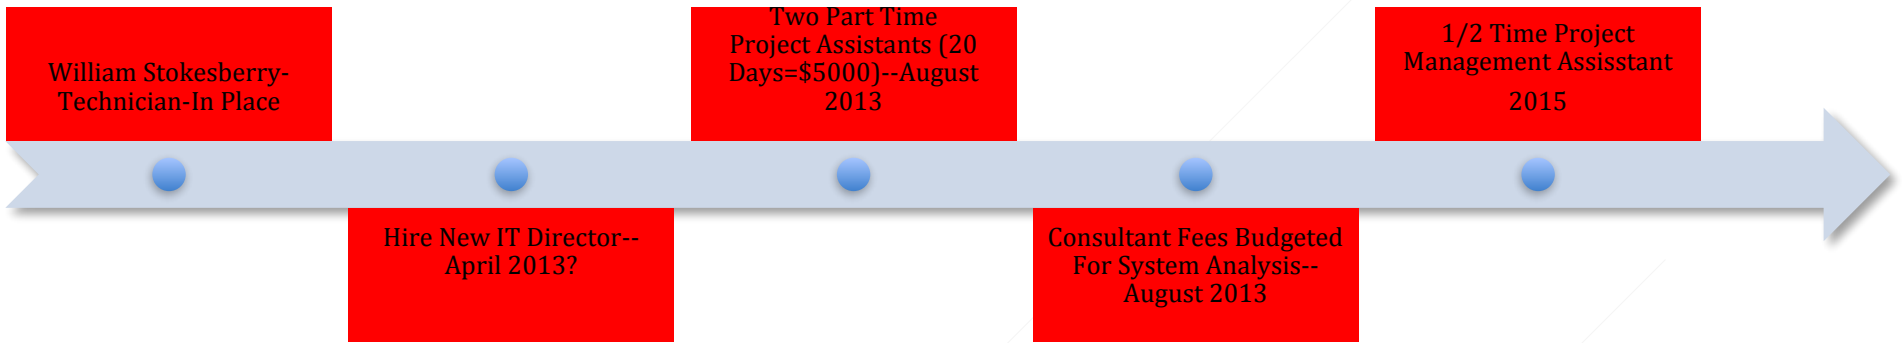 William Stokesberry-
Technician-In Place
Hire New IT Director--
April 2013?
Two Part Time
Project Assistants (20
Days=$5000)--August
2013
Consultant Fees Budgeted
For System Analysis--
August 2013
1/2 Time Project
Management Assisstant
2015